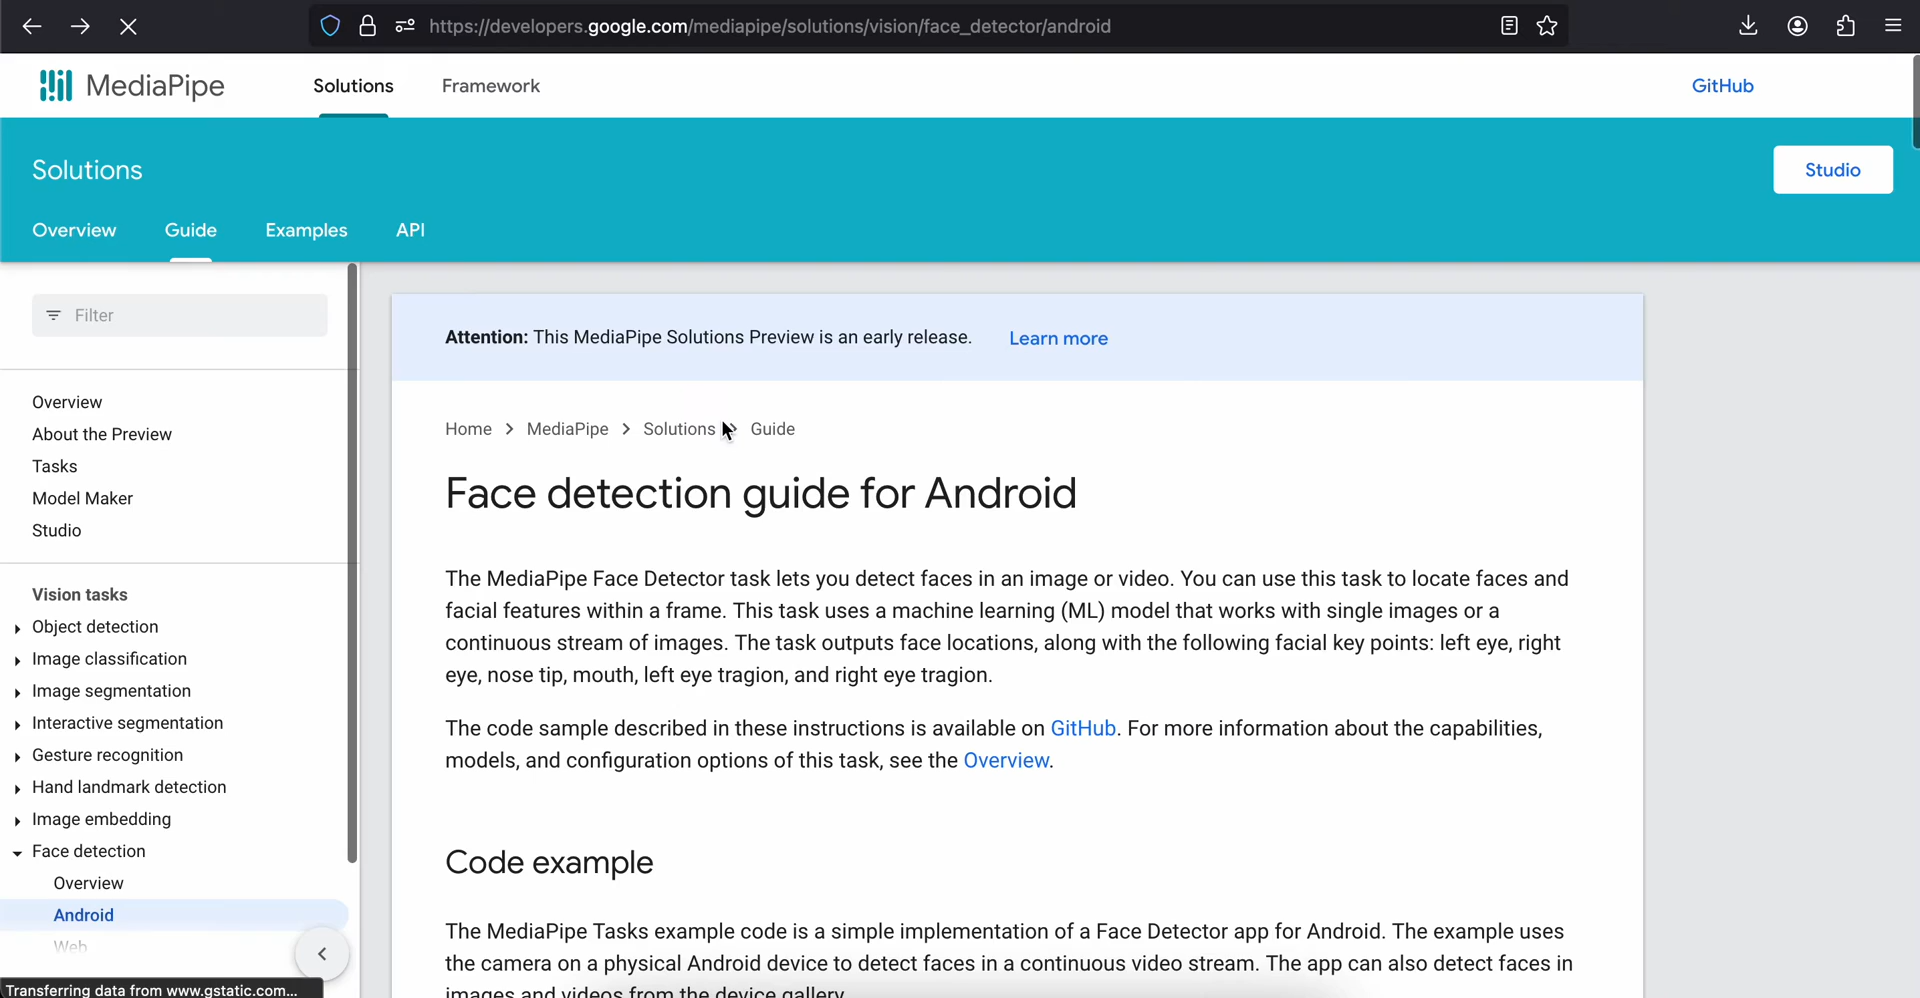 https://developers.google.com/mediapipe/solutions/vision/face_detector/android
MediaPipe
Solutions
Framework
GitHub
Solutions
Studio
Overview
Guide
Examples
API
Filter
Overview
About the Preview
Tasks
Model Maker
Studio
Vision tasks
Object detection
Image classification
Image segmentation
Interactive segmentation
Gesture recognition
Hand landmark detection
Image embedding
Face detection
Overview
Android
Web
Transferring data from www.gstatic.com...
Attention: This MediaPipe Solutions Preview is an early release. Learn more
Home > MediaPipe > Solutions > Guide
Face detection guide for Android
The MediaPipe Face Detector task lets you detect faces in an image or video. You can use this task to locate faces and
facial features within a frame. This task uses a machine learning (ML) model that works with single images or a
continuous stream of images. The task outputs face locations, along with the following facial key points: left eye, right
eye, nose tip, mouth, left eye tragion, and right eye tragion.
The code sample described in these instructions is available on GitHub. For more information about the capabilities,
models, and configuration options of this task, see the Overview.
Code example
The MediaPipe Tasks example code is a simple implementation of a Face Detector app for Android. The example uses
the camera on a physical Android device to detect faces in a continuous video stream. The app can also detect faces in
images and videos from the device gallery.